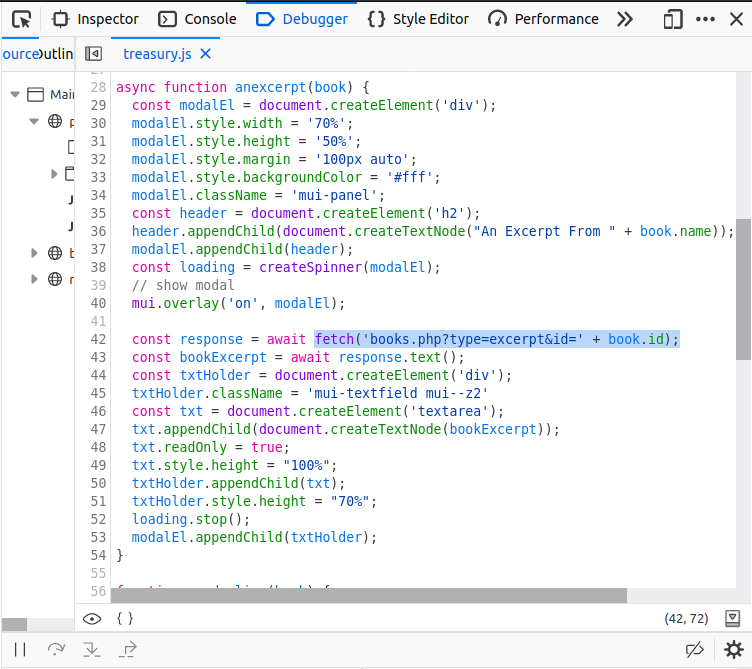 Inspector Console Debugger Style Editor Performance
ource Outlin treasury.js
28 async function anexcerpt(book) {
Mai 29 const modalEl = document.createElement('div');
30 modalEl.style.width = '70%';
31 modalEl.style.height = '50%';
32 modalEl.style.margin = '100px auto';
33 modalEl.style.backgroundColor = '#fff';
34 modalEl.className = 'mui-panel';
35 const header = document.createElement('h2');
36 header.appendChild(document.createTextNode("An Excerpt From " + book.name));
37 modalEl.appendChild(header);
38 const loading = createSpinner(modalEl);
39 // show modal
40 mui.overlay('on', modalEl);
41
42 const response = await fetch('books.php?type=excerpt&id=' + book.id);
43 const bookExcerpt = await response.text();
44 const txtHolder = document.createElement('div');
45 txtHolder.className = 'mui-textfield mui--z2'
46 const txt = document.createElement('textarea');
47 txt.appendChild(document.createTextNode(bookExcerpt));
48 txt.readOnly = true;
49 txt.style.height = "100%";
50 txtHolder.appendChild(txt);
51 txtHolder.style.height = "70%";
52 loading.stop();
53 modalEl.appendChild(txtHolder);
54 }
55
56
{ } (42, 72)